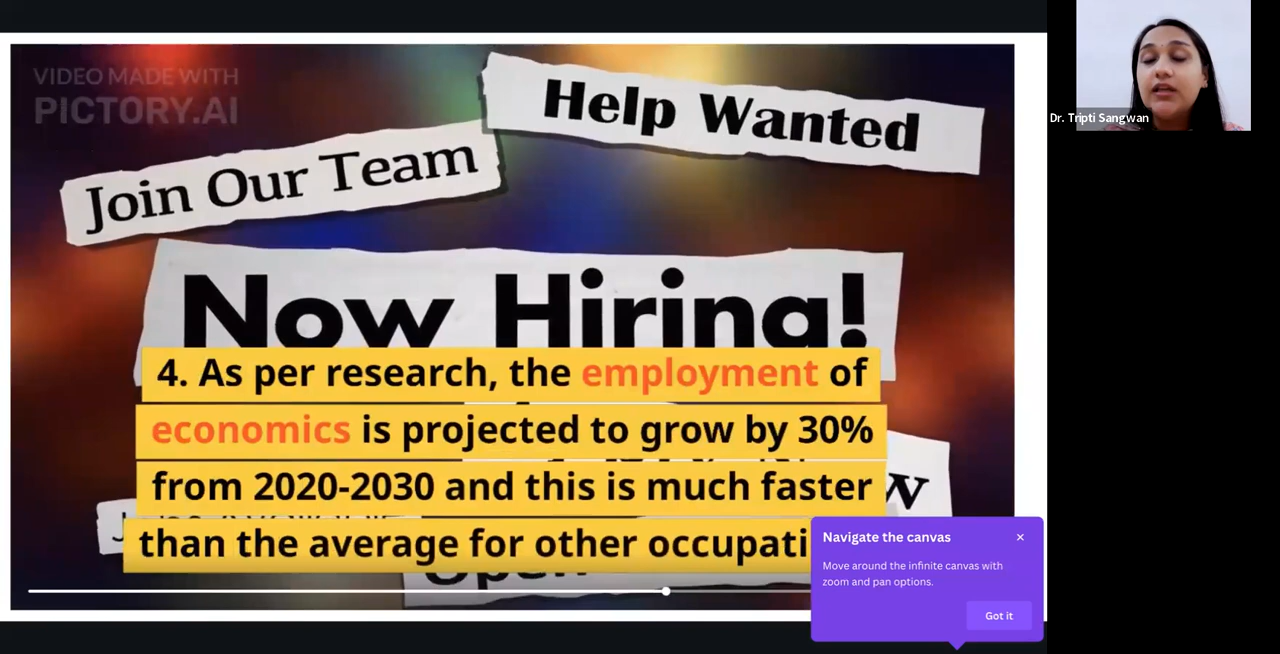 VIDEO MADE WITH
PICTORY.AI
Help Wanted
Join Our Team
Now Hiring!
4. As per research, the employment of
economics is projected to grow by 30%
from 2020-2030 and this is much faster
than the average for other occupati
Open
Dr. Tripti Sangwan
Navigate the canvas
Move around the infinite canvas with
zoom and pan options.
Got it